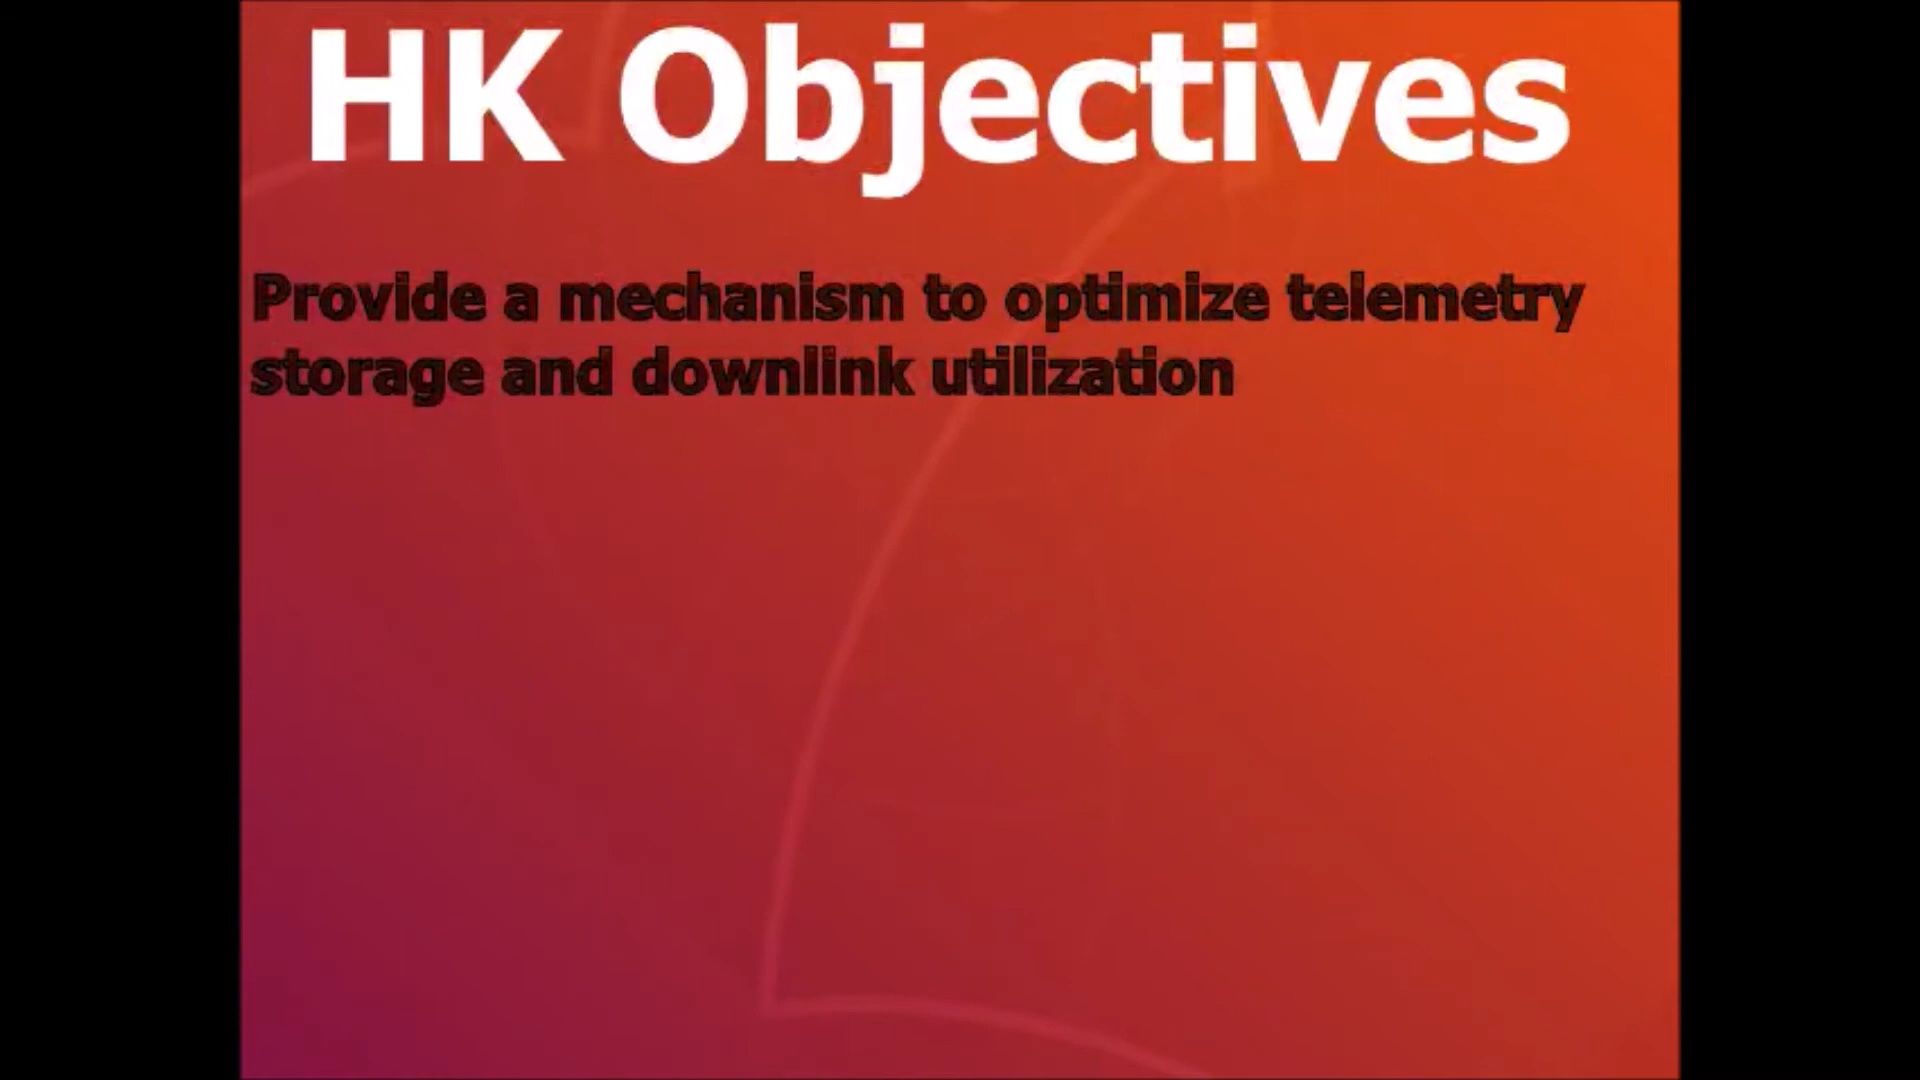 HK Objectives
Provide a mechanism to optimize telemetry
storage and downlink utilization